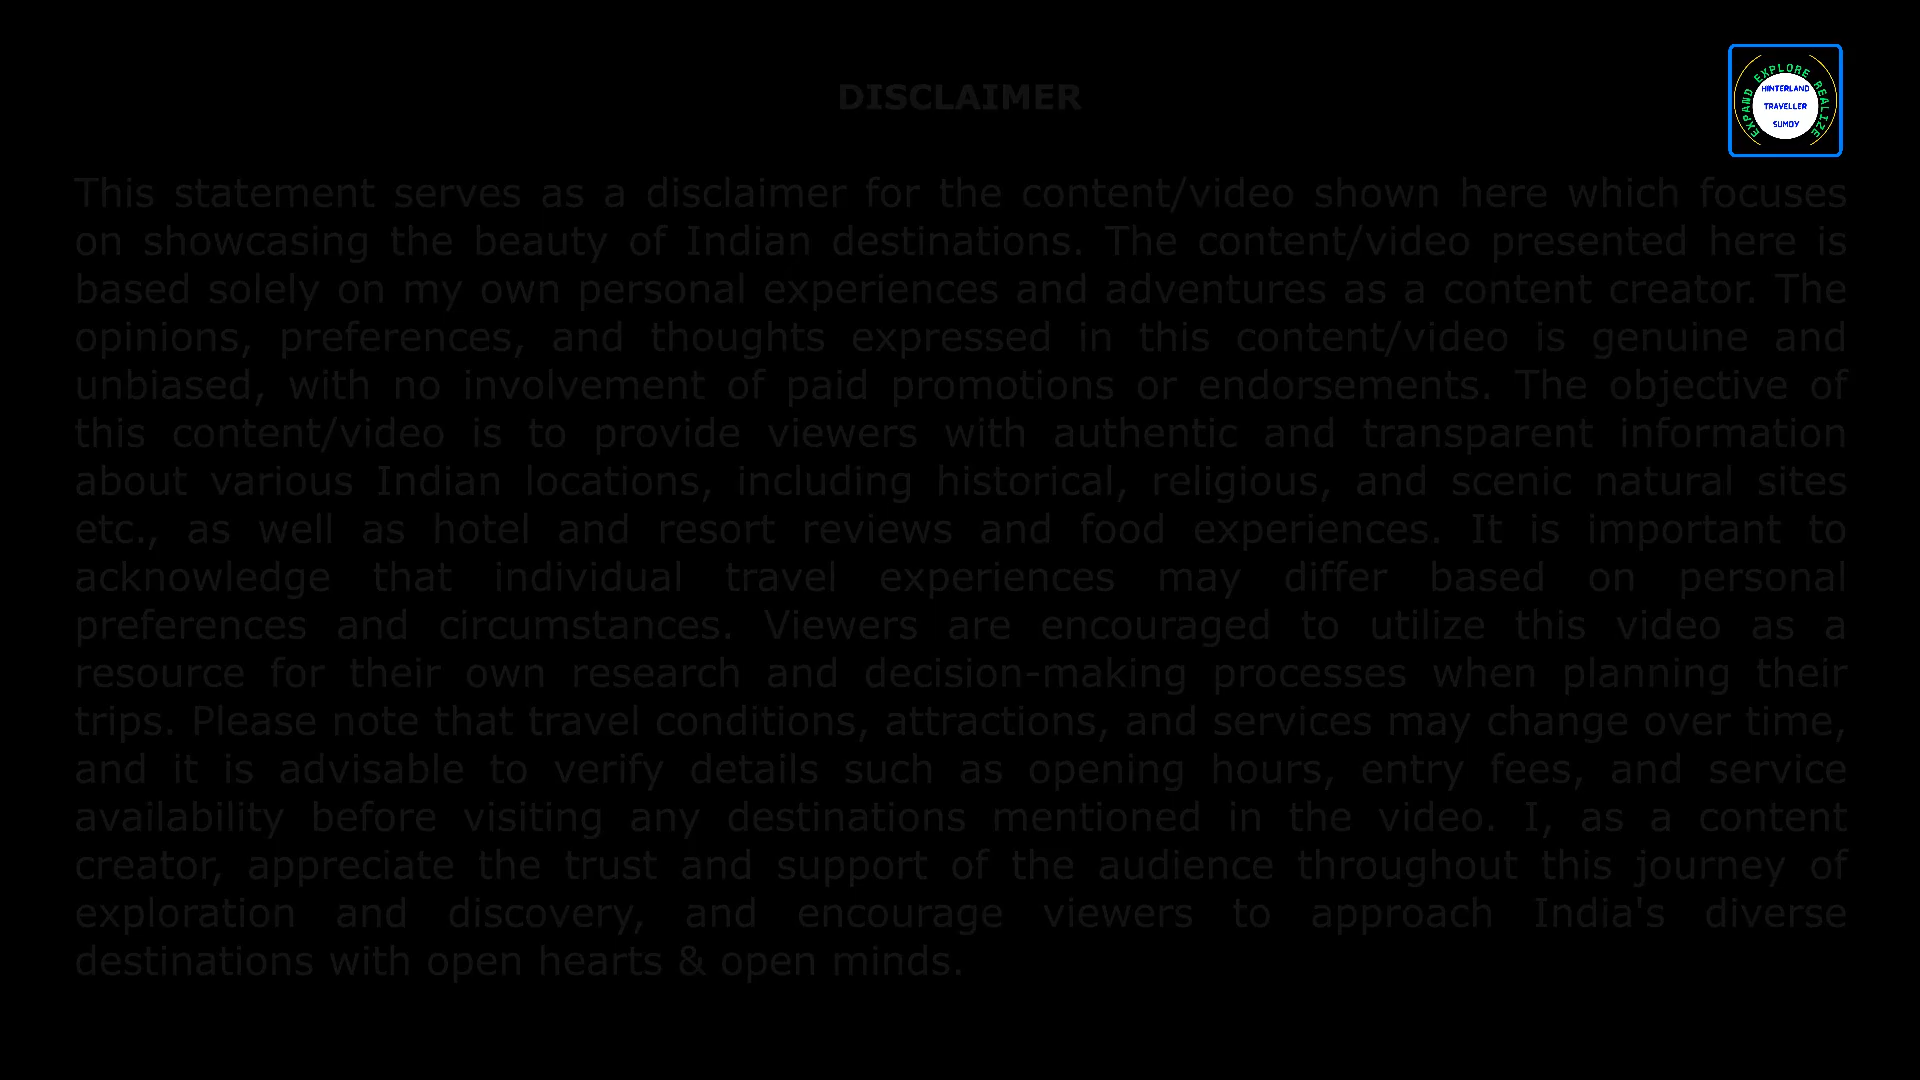 DISCLAIMER
EXPAND EXPLORE REALIZE
HINTERLAND
TRAVELLER
SUMOY
This statement serves as a disclaimer for the content/video shown here which focuses
on showcasing the beauty of Indian destinations. The content/video presented here is
based solely on my own personal experiences and adventures as a content creator. The
opinions, preferences, and thoughts expressed in this content/video is genuine and
unbiased, with no involvement of paid promotions or endorsements. The objective of
this content/video is to provide viewers with authentic and transparent information
about various Indian locations, including historical, religious, and scenic natural sites
etc., as well as hotel and resort reviews and food experiences. It is important to
acknowledge that individual travel experiences may differ based on personal
preferences and circumstances. Viewers are encouraged to utilize this video as a
resource for their own research and decision-making processes when planning their
trips. Please note that travel conditions, attractions, and services may change over time,
and it is advisable to verify details such as opening hours, entry fees, and service
availability before visiting any destinations mentioned in the video. I, as a content
creator, appreciate the trust and support of the audience throughout this journey of
exploration and discovery, and encourage viewers to approach India's diverse
destinations with open hearts & open minds.